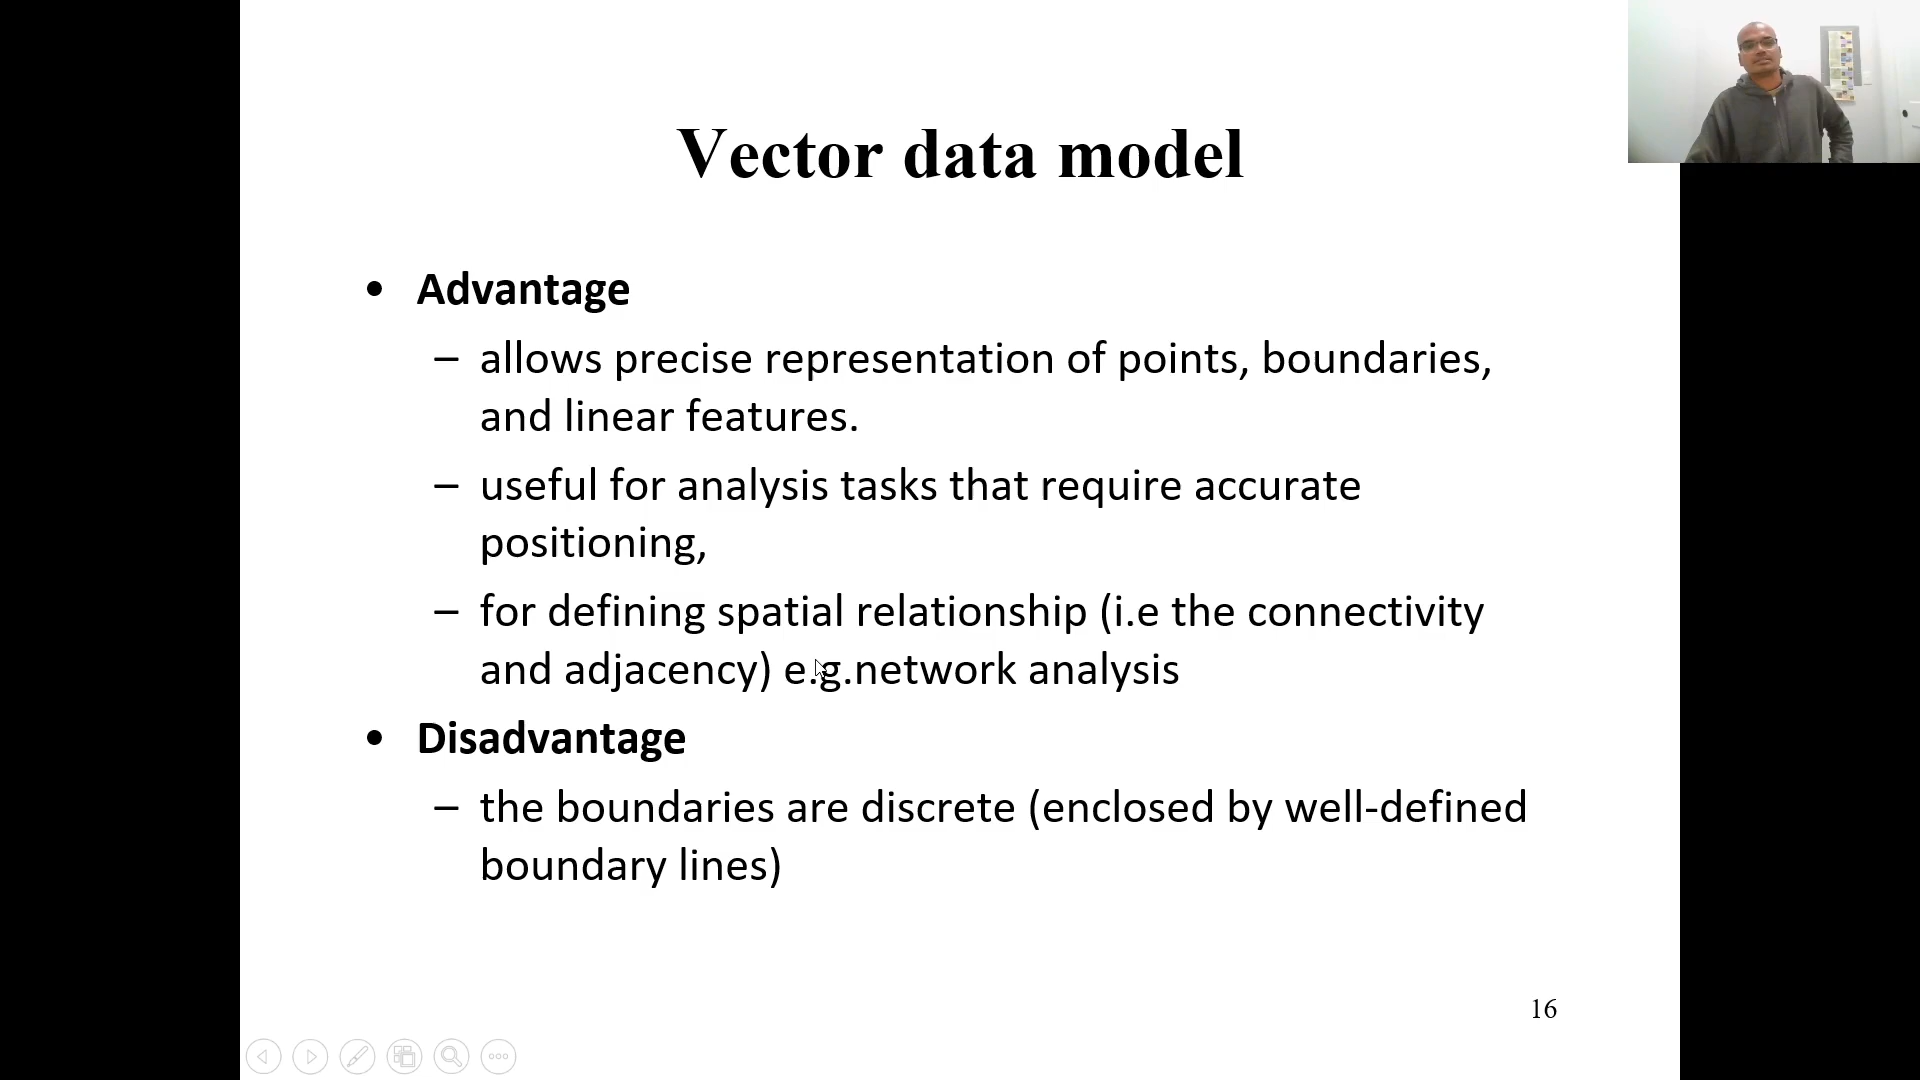 Vector data model
• Advantage
– allows precise representation of points, boundaries,
and linear features.
– useful for analysis tasks that require accurate
positioning,
– for defining spatial relationship (i.e the connectivity
and adjacency) e.g.network analysis
• Disadvantage
– the boundaries are discrete (enclosed by well-defined
boundary lines)
16